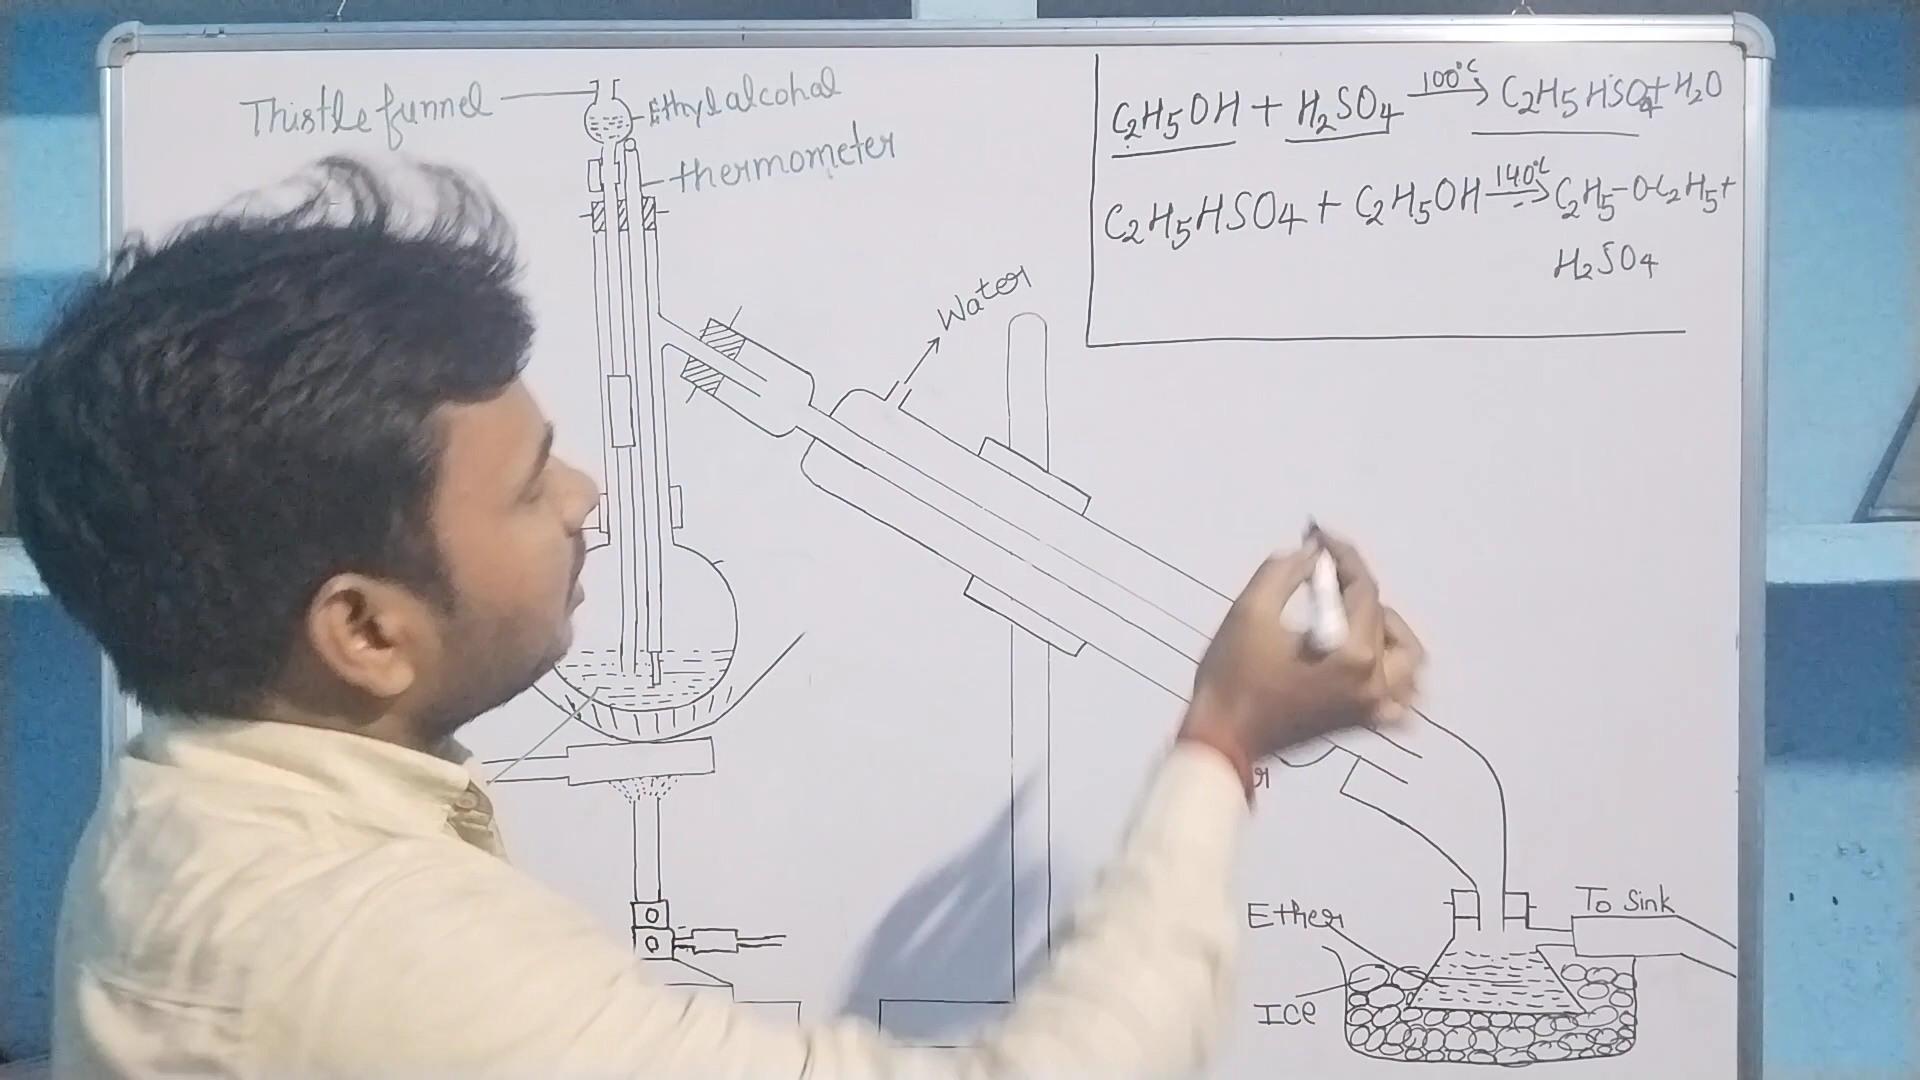 Thistle funnel
Ethyl alcohal
thermometer
C2H5OH + H2SO4 100°C → C2H5HSO4 + H2O
C2H5HSO4 + C2H5OH 140°C → C2H5-O-C2H5 +
H2SO4
Water
Ether
To Sink
Ice